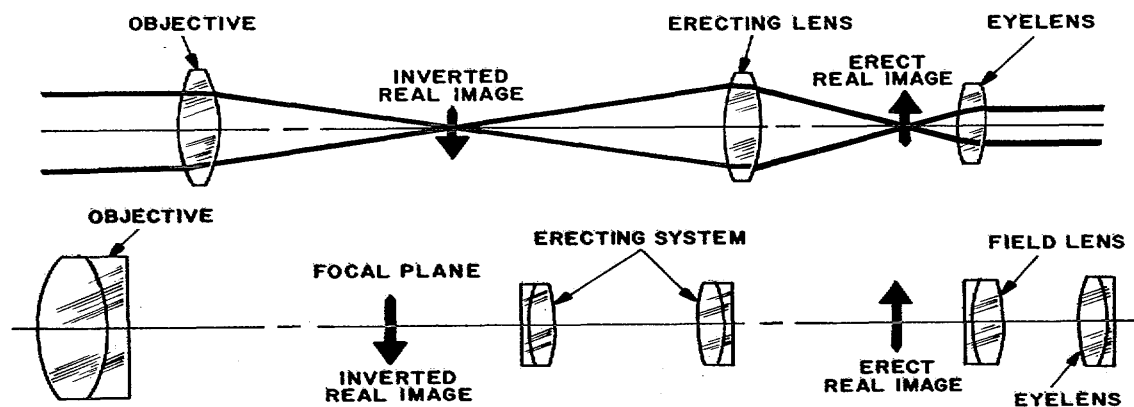 OBJECTIVE
ERECTING LENS
EYELENS
INVERTED
REAL IMAGE
ERECT
REAL IMAGE
OBJECTIVE
ERECTING SYSTEM
FIELD LENS
FOCAL PLANE
INVERTED
REAL IMAGE
ERECT
REAL IMAGE
EYELENS